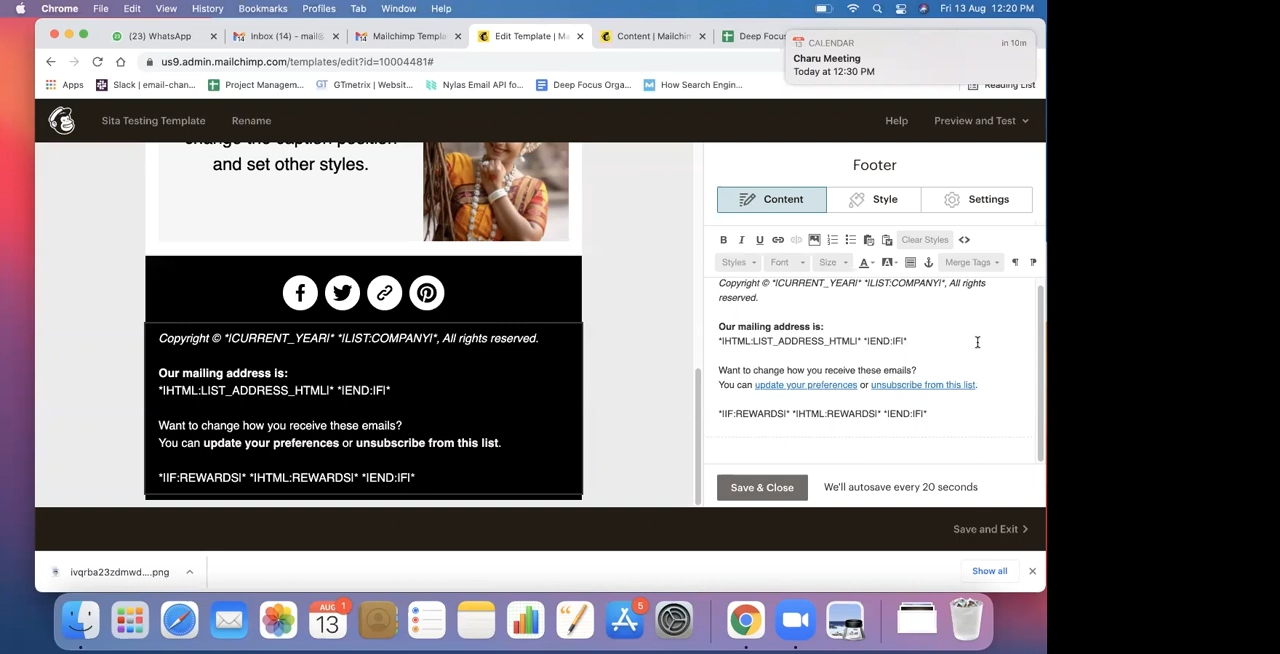 Chrome File Edit View History Bookmarks Profiles Tab Window Help Fri 13 Aug 12:20 PM
(23) WhatsApp Inbox (14) - mail@ Mailchimp Templa Edit Template | Ma Content | Mailchim Deep Focus
CALENDAR in 10m
Charu Meeting
Today at 12:30 PM
us9.admin.mailchimp.com/templates/edit?id=10004481#
Apps Slack | email-chan... Project Managem... GTmetrix | Websit... Nylas Email API fo... Deep Focus Orga... How Search Engin... Reading List
Sita Testing Template Rename Help Preview and Test
change the caption position
and set other styles.
Copyright © *|CURRENT_YEAR|* *|LIST:COMPANY|*, All rights reserved.
Our mailing address is:
*|HTML:LIST_ADDRESS_HTML|* *|END:IF|*
Want to change how you receive these emails?
You can update your preferences or unsubscribe from this list.
*|IF:REWARDS|* *|HTML:REWARDS|* *|END:IF|*
Footer
Content Style Settings
B I U Clear Styles <>
Styles Font Size A A Merge Tags
Copyright © *|CURRENT_YEAR|* *|LIST:COMPANY|*, All rights
reserved.
Our mailing address is:
*|HTML:LIST_ADDRESS_HTML|* *|END:IF|*
Want to change how you receive these emails?
You can update your preferences or unsubscribe from this list.
*|IF:REWARDS|* *|HTML:REWARDS|* *|END:IF|*
Save & Close We'll autosave every 20 seconds
Save and Exit
ivqrba23zdmwd....png Show all
AUG 1 5
13